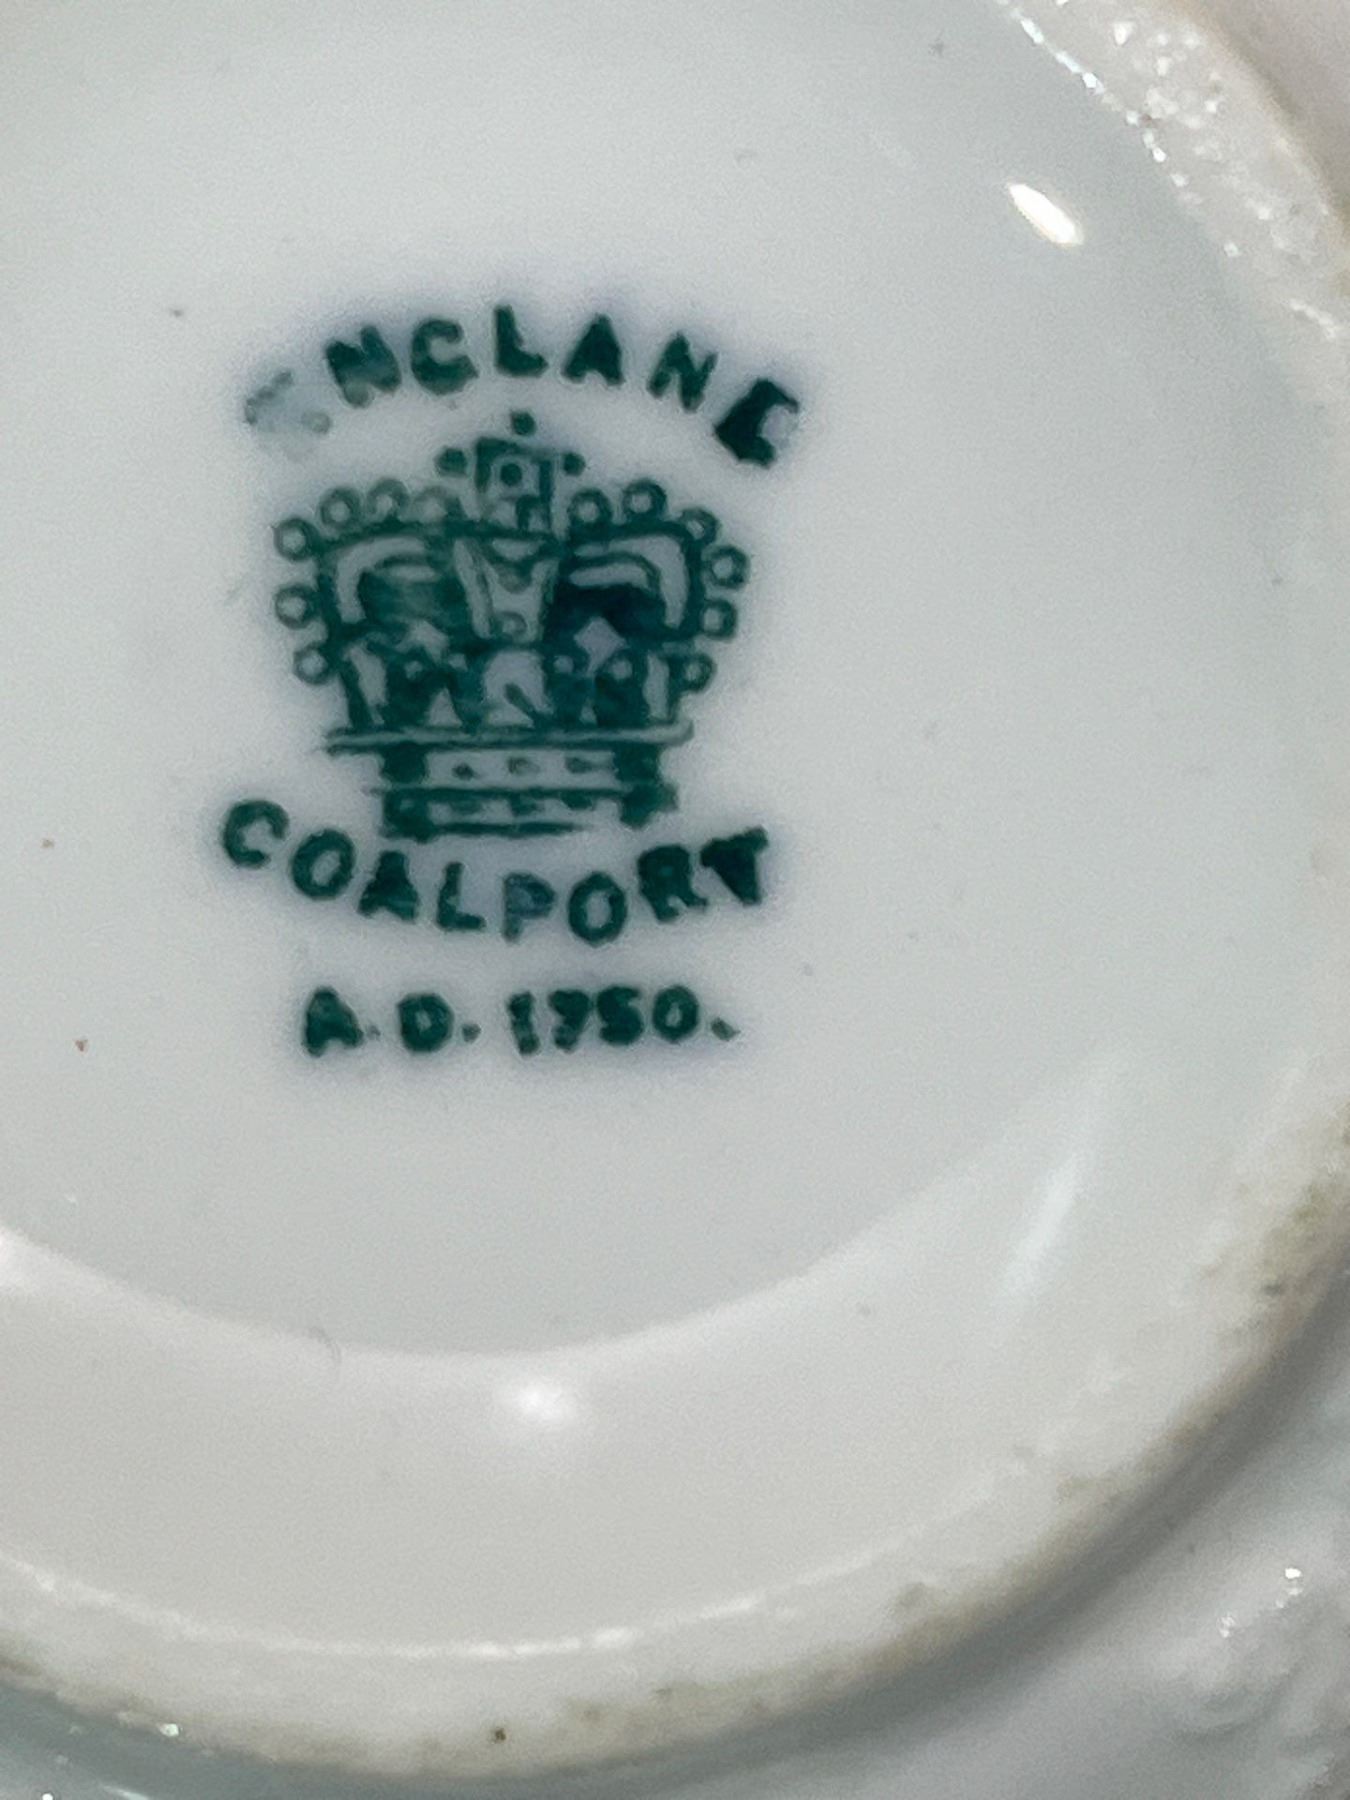 ENGLAND
COALPORT
A.D. 1750.